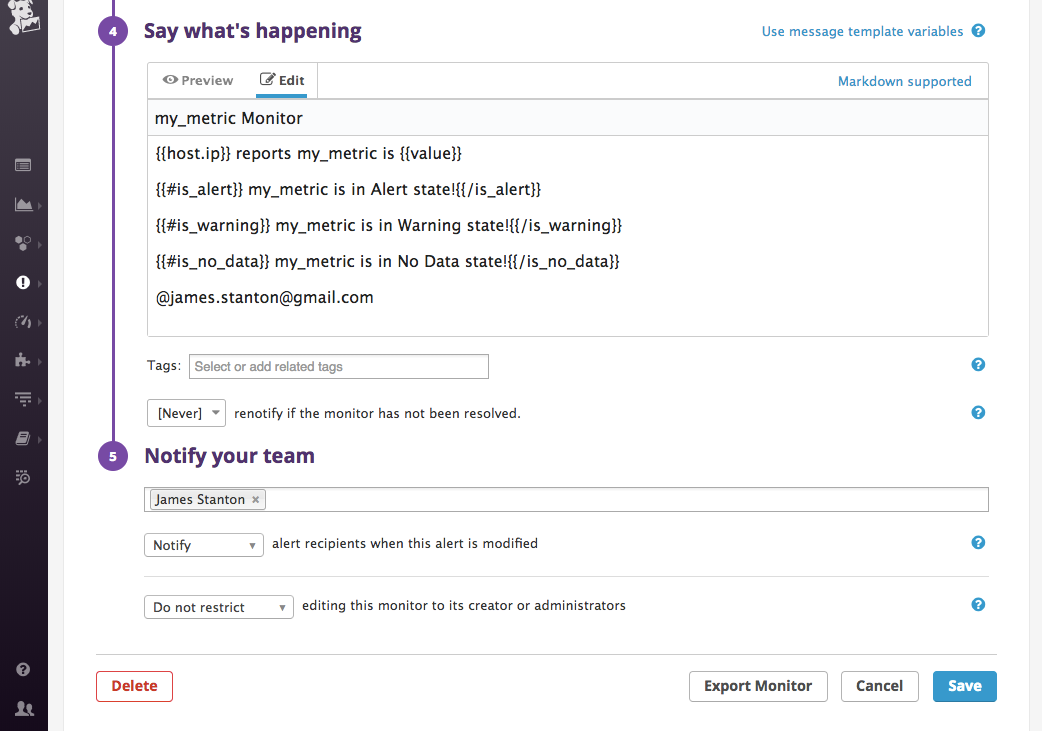 4 Say what's happening Use message template variables ?
Preview Edit Markdown supported
my_metric Monitor
{{host.ip}} reports my_metric is {{value}}
{{#is_alert}} my_metric is in Alert state!{{/is_alert}}
{{#is_warning}} my_metric is in Warning state!{{/is_warning}}
{{#is_no_data}} my_metric is in No Data state!{{/is_no_data}}
@james.stanton@gmail.com
Tags: Select or add related tags ?
[Never] renotify if the monitor has not been resolved. ?
5 Notify your team
James Stanton ×
Notify alert recipients when this alert is modified ?
Do not restrict editing this monitor to its creator or administrators ?
Delete Export Monitor Cancel Save